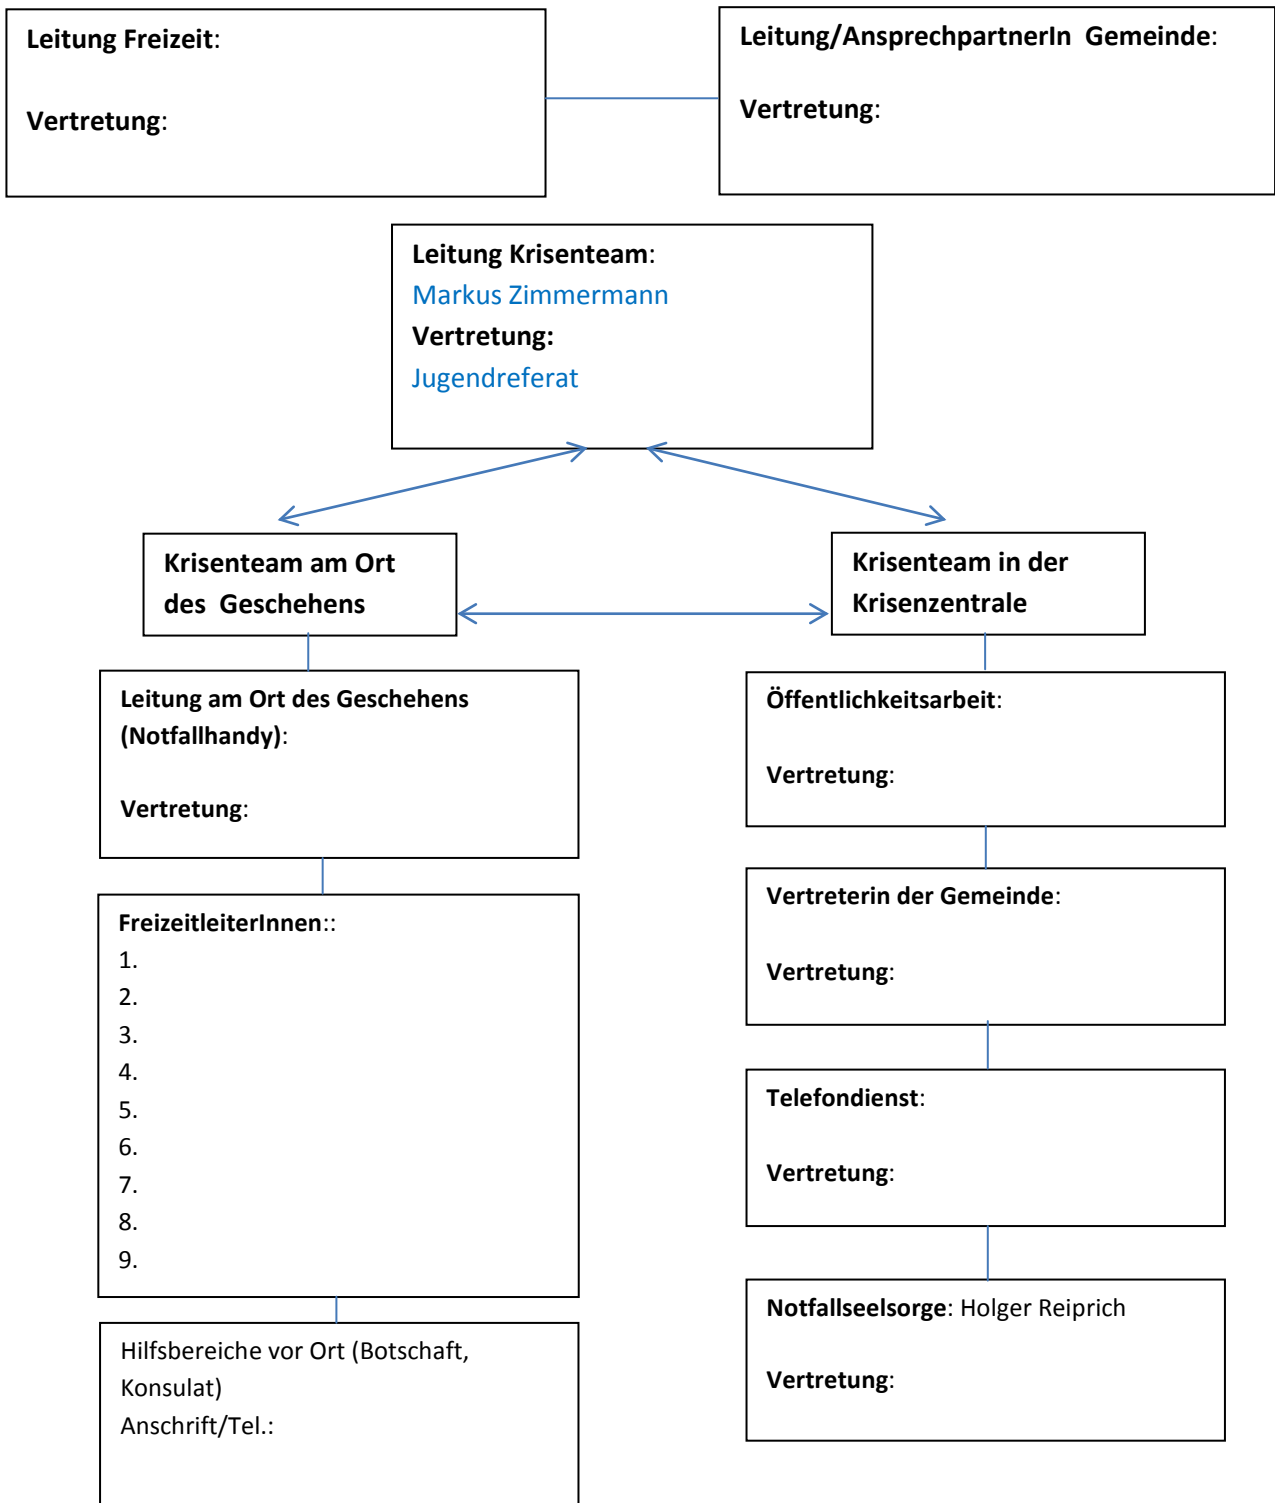 Leitung Freizeit:
Vertretung:
Leitung/AnsprechpartnerIn  Gemeinde:
Vertretung:
Leitung Krisenteam:
Markus Zimmermann
Vertretung:
Jugendreferat
Krisenteam am Ort
des  Geschehens
Krisenteam in der
Krisenzentrale
Leitung am Ort des Geschehens
(Notfallhandy):
Vertretung:
FreizeitleiterInnen::
1.
2.
3.
4.
5.
6.
7.
8.
9.
Hilfsbereiche vor Ort (Botschaft,
Konsulat)
Anschrift/Tel.:
Öffentlichkeitsarbeit:
Vertretung:
Vertreterin der Gemeinde:
Vertretung:
Telefondienst:
Vertretung:
Notfallseelsorge: Holger Reiprich
Vertretung: